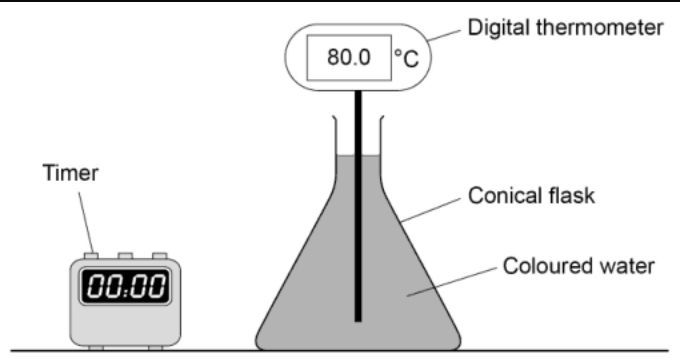 Digital thermometer
80.0 °C
Timer
Conical flask
Coloured water
00:00